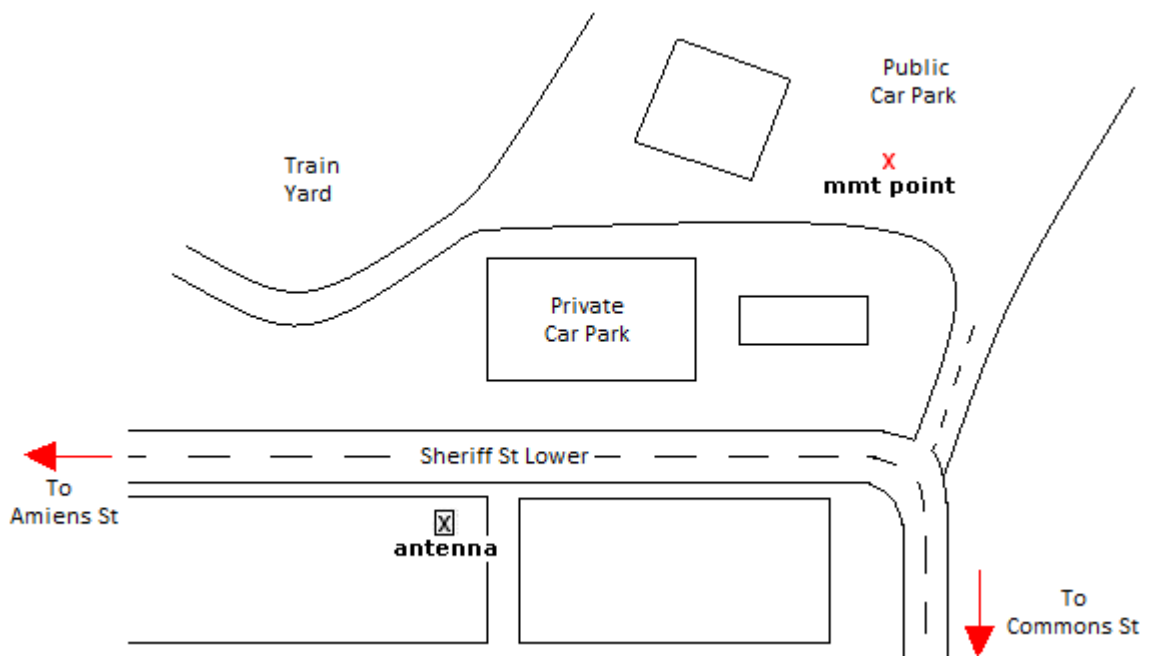 Public
Car Park
X
mmt point
Train
Yard
Private
Car Park
Sheriff St Lower
To
Amiens St
X
antenna
To
Commons St